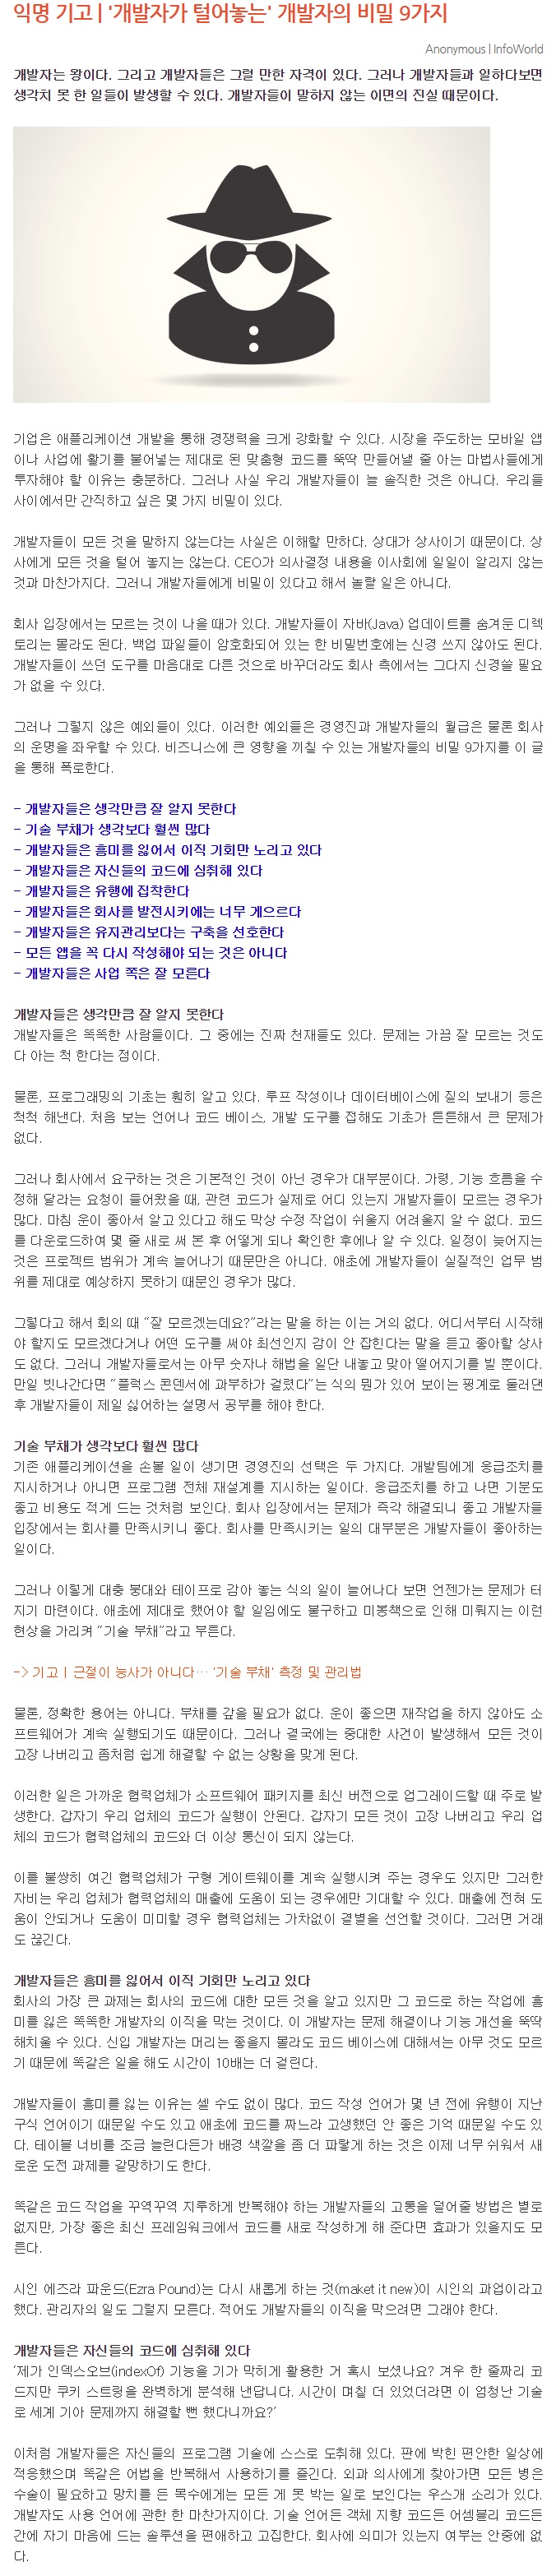 익명 기고 | '개발자가 털어놓는' 개발자의 비밀 9가지
Anonymous | InfoWorld
개발자는 왕이다. 그리고 개발자들은 그럴 만한 자격이 있다. 그러나 개발자들과 일하다보면
생각치 못 한 일들이 발생할 수 있다. 개발자들이 말하지 않는 이면의 진실 때문이다.
기업은 애플리케이션 개발을 통해 경쟁력을 크게 강화할 수 있다. 시장을 주도하는 모바일 앱
이나 사업에 활기를 불어넣는 제대로 된 맞춤형 코드를 뚝딱 만들어낼 줄 아는 마법사들에게
투자해야 할 이유는 충분하다. 그러나 사실 우리 개발자들이 늘 솔직한 것은 아니다. 우리들
사이에서만 간직하고 싶은 몇 가지 비밀이 있다.
개발자들이 모든 것을 말하지 않는다는 사실은 이해할 만하다. 상대가 상사이기 때문이다. 상
사에게 모든 것을 털어 놓지는 않는다. CEO가 의사결정 내용을 이사회에 일일이 알리지 않는
것과 마찬가지다. 그러니 개발자들에게 비밀이 있다고 해서 놀랄 일은 아니다.
회사 입장에서는 모르는 것이 나을 때가 있다. 개발자들이 자바(Java) 업데이트를 숨겨둔 디렉
토리는 몰라도 된다. 백업 파일들이 암호화되어 있는 한 비밀번호에는 신경 쓰지 않아도 된다.
개발자들이 쓰던 도구를 마음대로 다른 것으로 바꾸더라도 회사 측에서는 그다지 신경쓸 필요
가 없을 수 있다.
그러나 그렇지 않은 예외들이 있다. 이러한 예외들은 경영진과 개발자들의 월급은 물론 회사
의 운명을 좌우할 수 있다. 비즈니스에 큰 영향을 끼칠 수 있는 개발자들의 비밀 9가지를 이 글
을 통해 폭로한다.
- 개발자들은 생각만큼 잘 알지 못한다
- 기술 부채가 생각보다 훨씬 많다
- 개발자들은 흥미를 잃어서 이직 기회만 노리고 있다
- 개발자들은 자신들의 코드에 심취해 있다
- 개발자들은 유행에 집착한다
- 개발자들은 회사를 발전시키에는 너무 게으르다
- 개발자들은 유지관리보다는 구축을 선호한다
- 모든 앱을 꼭 다시 작성해야 되는 것은 아니다
- 개발자들은 사업 쪽은 잘 모른다
개발자들은 생각만큼 잘 알지 못한다
개발자들은 똑똑한 사람들이다. 그 중에는 진짜 천재들도 있다. 문제는 가끔 잘 모르는 것도
다 아는 척 한다는 점이다.
물론, 프로그래밍의 기초는 훤히 알고 있다. 루프 작성이나 데이터베이스에 질의 보내기 등은
척척 해낸다. 처음 보는 언어나 코드 베이스, 개발 도구를 접해도 기초가 튼튼해서 큰 문제가
없다.
그러나 회사에서 요구하는 것은 기본적인 것이 아닌 경우가 대부분이다. 가령, 기능 흐름을 수
정해 달라는 요청이 들어왔을 때, 관련 코드가 실제로 어디 있는지 개발자들이 모르는 경우가
많다. 마침 운이 좋아서 알고 있다고 해도 막상 수정 작업이 쉬울지 어려울지 알 수 없다. 코드
를 다운로드하여 몇 줄 새로 써 본 후 어떻게 되나 확인한 후에나 알 수 있다. 일정이 늦어지는
것은 프로젝트 범위가 계속 늘어나기 때문만은 아니다. 애초에 개발자들이 실질적인 업무 범
위를 제대로 예상하지 못하기 때문인 경우가 많다.
그렇다고 해서 회의 때 “잘 모르겠는데요?”라는 말을 하는 이는 거의 없다. 어디서부터 시작해
야 할지도 모르겠다거나 어떤 도구를 써야 최선인지 감이 안 잡힌다는 말을 듣고 좋아할 상사
도 없다. 그러니 개발자들로서는 아무 숫자나 해법을 일단 내놓고 맞아 떨어지기를 빌 뿐이다.
만일 빗나간다면 “플럭스 콘덴서에 과부하가 걸렸다”는 식의 뭔가 있어 보이는 핑계로 둘러댄
후 개발자들이 제일 싫어하는 설명서 공부를 해야 한다.
기술 부채가 생각보다 훨씬 많다
기존 애플리케이션을 손볼 일이 생기면 경영진의 선택은 두 가지다. 개발팀에게 응급조치를
지시하거나 아니면 프로그램 전체 재설계를 지시하는 일이다. 응급조치를 하고 나면 기분도
좋고 비용도 적게 드는 것처럼 보인다. 회사 입장에서는 문제가 즉각 해결되니 좋고 개발자들
입장에서는 회사를 만족시키니 좋다. 회사를 만족시키는 일의 대부분은 개발자들이 좋아하는
일이다.
그러나 이렇게 대충 붕대와 테이프로 감아 놓는 식의 일이 늘어나다 보면 언젠가는 문제가 터
지기 마련이다. 애초에 제대로 했어야 할 일임에도 불구하고 미봉책으로 인해 미뤄지는 이런
현상을 가리켜 “기술 부채”라고 부른다.
-> 기고 | 근절이 능사가 아니다… '기술 부채' 측정 및 관리법
물론, 정확한 용어는 아니다. 부채를 갚을 필요가 없다. 운이 좋으면 재작업을 하지 않아도 소
프트웨어가 계속 실행되기도 때문이다. 그러나 결국에는 중대한 사건이 발생해서 모든 것이
고장 나버리고 좀처럼 쉽게 해결할 수 없는 상황을 맞게 된다.
이러한 일은 가까운 협력업체가 소프트웨어 패키지를 최신 버전으로 업그레이드할 때 주로 발
생한다. 갑자기 우리 업체의 코드가 실행이 안된다. 갑자기 모든 것이 고장 나버리고 우리 업
체의 코드가 협력업체의 코드와 더 이상 통신이 되지 않는다.
이를 불쌍히 여긴 협력업체가 구형 게이트웨이를 계속 실행시켜 주는 경우도 있지만 그러한
자비는 우리 업체가 협력업체의 매출에 도움이 되는 경우에만 기대할 수 있다. 매출에 전혀 도
움이 안되거나 도움이 미미할 경우 협력업체는 가차없이 결별을 선언할 것이다. 그러면 거래
도 끊긴다.
개발자들은 흥미를 잃어서 이직 기회만 노리고 있다
회사의 가장 큰 과제는 회사의 코드에 대한 모든 것을 알고 있지만 그 코드로 하는 작업에 흥
미를 잃은 똑똑한 개발자의 이직을 막는 것이다. 이 개발자는 문제 해결이나 기능 개선을 뚝딱
해치울 수 있다. 신입 개발자는 머리는 좋을지 몰라도 코드 베이스에 대해서는 아무 것도 모르
기 때문에 똑같은 일을 해도 시간이 10배는 더 걸린다.
개발자들이 흥미를 잃는 이유는 셀 수도 없이 많다. 코드 작성 언어가 몇 년 전에 유행이 지난
구식 언어이기 때문일 수도 있고 애초에 코드를 짜느라 고생했던 안 좋은 기억 때문일 수도 있
다. 테이블 너비를 조금 늘린다든가 배경 색깔을 좀 더 파랗게 하는 것은 이제 너무 쉬워서 새
로운 도전 과제를 갈망하기도 한다.
똑같은 코드 작업을 꾸역꾸역 지루하게 반복해야 하는 개발자들의 고통을 덜어줄 방법은 별로
없지만, 가장 좋은 최신 프레임워크에서 코드를 새로 작성하게 해 준다면 효과가 있을지도 모
른다.
시인 에즈라 파운드(Ezra Pound)는 다시 새롭게 하는 것(maket it new)이 시인의 과업이라고
했다. 관리자의 일도 그럴지 모른다. 적어도 개발자들의 이직을 막으려면 그래야 한다.
개발자들은 자신들의 코드에 심취해 있다
‘제가 인덱스오브(indexOf) 기능을 기가 막히게 활용한 거 혹시 보셨나요? 겨우 한 줄짜리 코
드지만 쿠키 스트링을 완벽하게 분석해 낸답니다. 시간이 며칠 더 있었더라면 이 엄청난 기술
로 세계 기아 문제까지 해결할 뻔 했다니까요?’
이처럼 개발자들은 자신들의 프로그램 기술에 스스로 도취해 있다. 판에 박힌 편안한 일상에
적응했으며 똑같은 어법을 반복해서 사용하기를 즐긴다. 외과 의사에게 찾아가면 모든 병은
수술이 필요하고 망치를 든 목수에게는 모든 게 못 박는 일로 보인다는 우스개 소리가 있다.
개발자도 사용 언어에 관한 한 마찬가지이다. 기술 언어든 객체 지향 코드든 어셈블리 코드든
간에 자기 마음에 드는 솔루션을 편애하고 고집한다. 회사에 의미가 있는지 여부는 안중에 없
다.